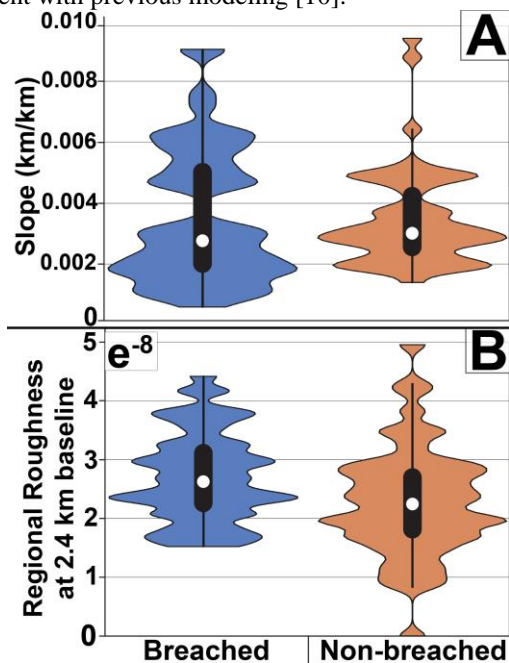 ent with previous modeling [10].
0.010
A
0.008
0.006
0.004
0.002
0
Slope (km/km)
5
e-8
B
4
3
2
1
0
Regional Roughness
at 2.4 km baseline
Breached
Non-breached